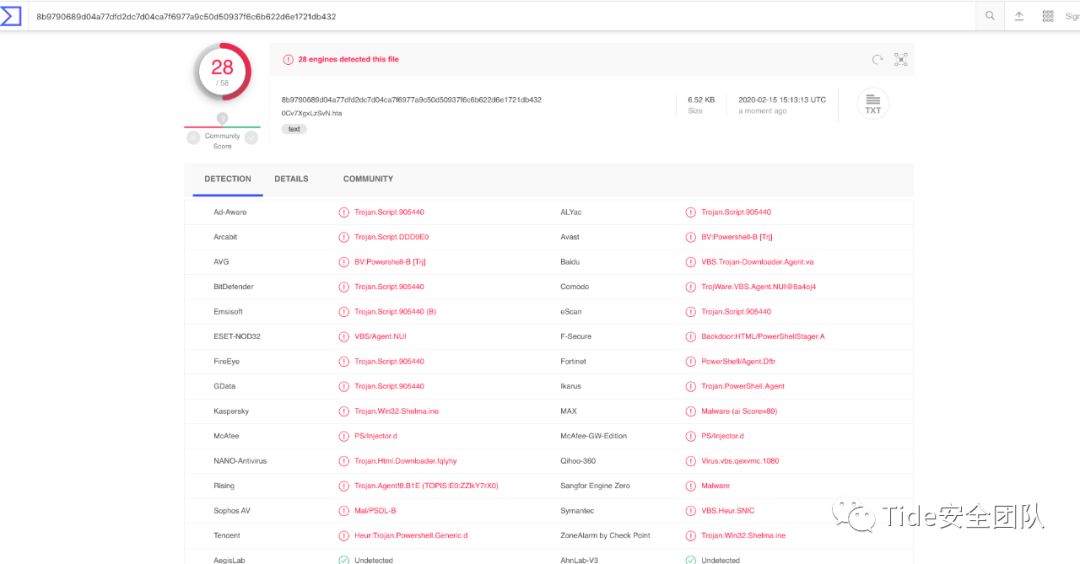 8b9790689d04a77dfd2dc7d04ca7f6977a9c50d50937f6c6b622d6e1721db432
Sign
28
/ 58
28 engines detected this file
8b9790689d04a77dfd2dc7d04ca7f6977a9c50d50937f6c6b622d6e1721db432
0Cv7XgxLzSvN.hta
text
6.52 KB
Size
2020-02-15 15:13:13 UTC
a moment ago
TXT
?
Community
Score
DETECTION DETAILS COMMUNITY
Ad-Aware Trojan.Script.905440 ALYac Trojan.Script.905440
Arcabit Trojan.Script.DDD0E0 Avast BV:Powershell-B [Trj]
AVG BV:Powershell-B [Trj] Baidu VBS.Trojan-Downloader.Agent.va
BitDefender Trojan.Script.905440 Comodo TrojWare.VBS.Agent.NUI@8a4oj4
Emsisoft Trojan.Script.905440 (B) eScan Trojan.Script.905440
ESET-NOD32 VBS/Agent.NUI F-Secure Backdoor:HTML/PowerShellStager.A
FireEye Trojan.Script.905440 Fortinet PowerShell/Agent.Dftr
GData Trojan.Script.905440 Ikarus Trojan.PowerShell.Agent
Kaspersky Trojan.Win32.Shelma.ine MAX Malware (ai Score=89)
McAfee PS/Injector.d McAfee-GW-Edition PS/Injector.d
NANO-Antivirus Trojan.Html.Downloader.fqlyhy Qihoo-360 Virus.vbs.qexvmc.1080
Rising Trojan.Agent!8.B1E (TOPIS:E0:ZZlkY7rX0) Sangfor Engine Zero Malware
Sophos AV Mal/PSDL-B Symantec VBS.Heur.SNIC
Tencent Heur:Trojan.Powershell.Generic.d ZoneAlarm by Check Point Trojan.Win32.Shelma.ine
AegisLab Undetected AhnLab-V3 Undetected
Tide安全团队